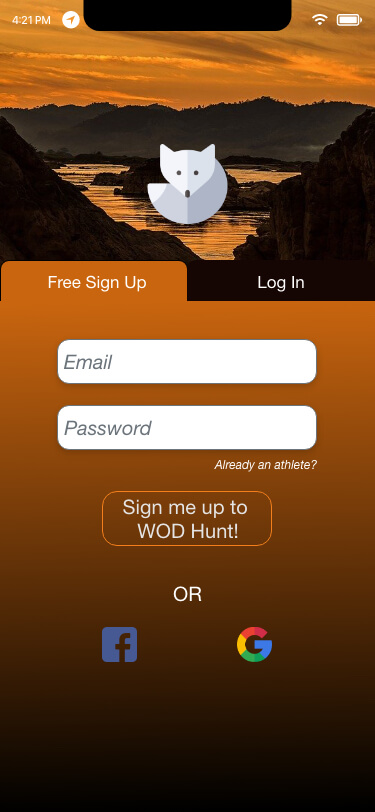 4:21 PM
Free Sign Up
Log In
Email
Password
Already an athlete?
Sign me up to
WOD Hunt!
OR